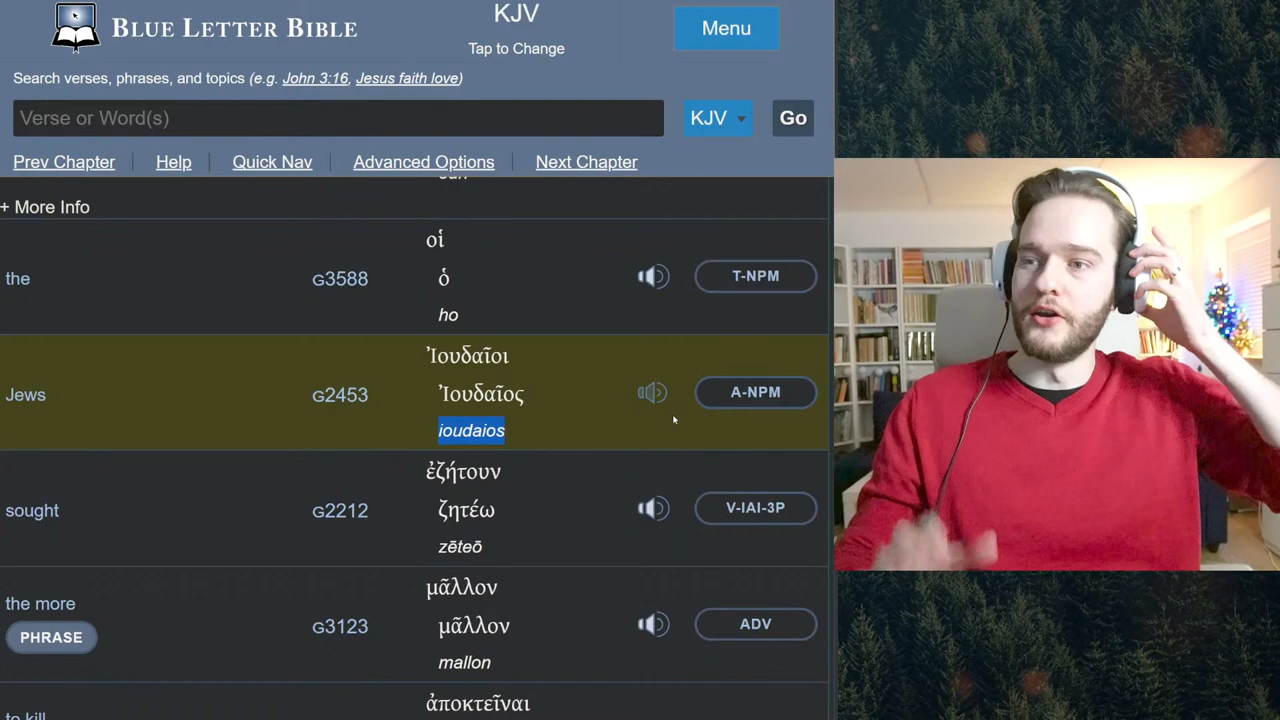 BLUE LETTER BIBLE
KJV
Tap to Change
Menu
Search verses, phrases, and topics (e.g. John 3:16, Jesus faith love)
Verse or Word(s)
KJV
Go
Prev Chapter
Help
Quick Nav
Advanced Options
Next Chapter
+ More Info
οἱ
the
G3588
ὁ
T-NPM
ho
Ἰουδαῖοι
Jews
G2453
Ἰουδαῖος
A-NPM
ioudaios
ἐζήτουν
sought
G2212
ζητέω
V-IAI-3P
zēteō
μᾶλλον
the more
G3123
μᾶλλον
ADV
PHRASE
mallon
ἀποκτεῖναι
to kill